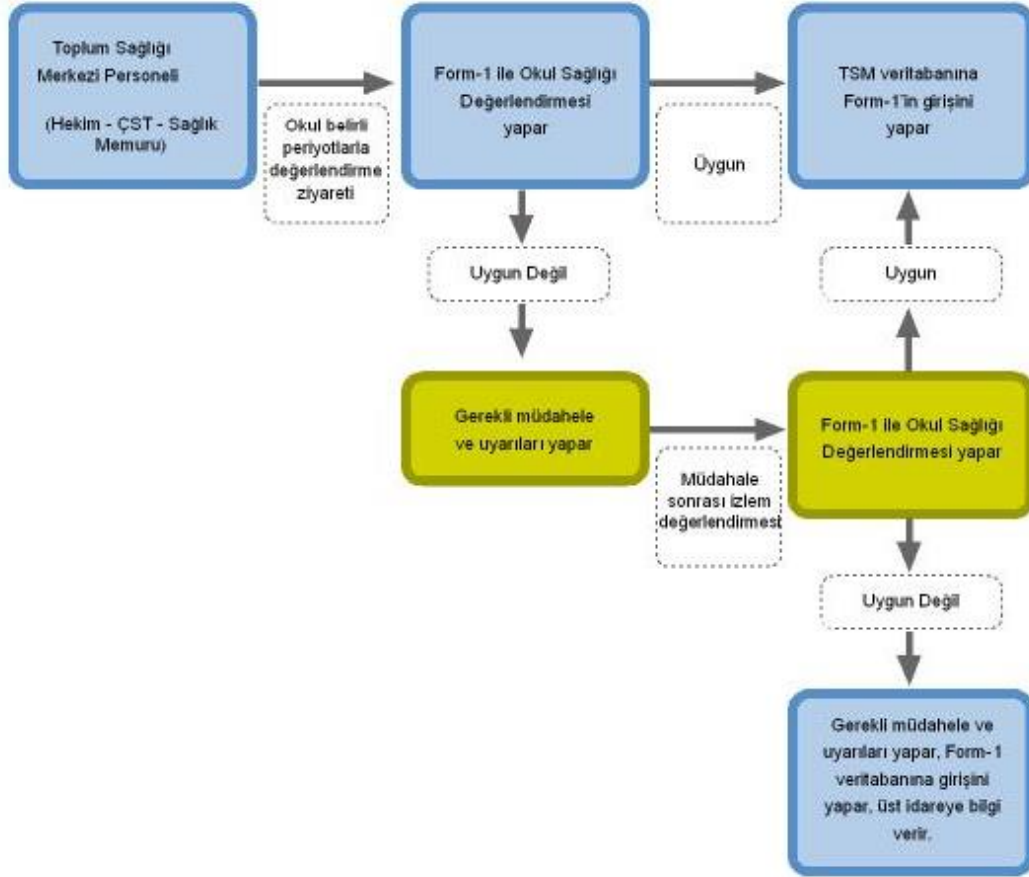 Toplum Sağlığı
Merkezi Personeli
(Hekim - ÇST - Sağlık
Memuru)
Okul belirli
periyotlarla
değerlendirme
ziyareti
Form-1 ile Okul Sağlığı
Değerlendirmesi
yapar
Üygun
TSM veritabanına
Form-1'in girişini
yapar
Uygun Değil
Uygun
Gerekli müdahele
ve uyarıları yapar
Müdahale
sonrası izlem
değerlendirmesi
Form-1 ile Okul Sağlığı
Değerlendirmesi yapar
Uygun Değil
Gerekli müdahele ve
uyarıları yapar, Form-1
veritabanına girişini
yapar, üst idareye bilgi
verir.